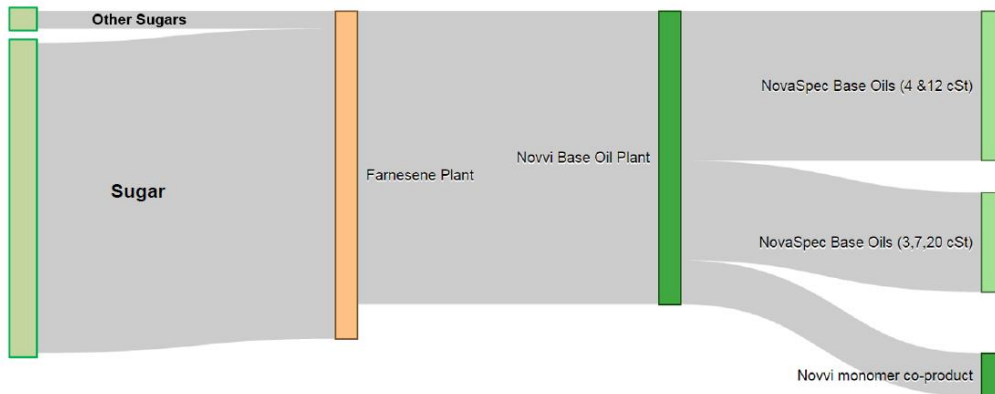 Other Sugars
Sugar
Farnesene Plant
Novvi Base Oil Plant
NovaSpec Base Oils (4 &12 cSt)
NovaSpec Base Oils (3,7,20 cSt)
Novvi monomer co-product